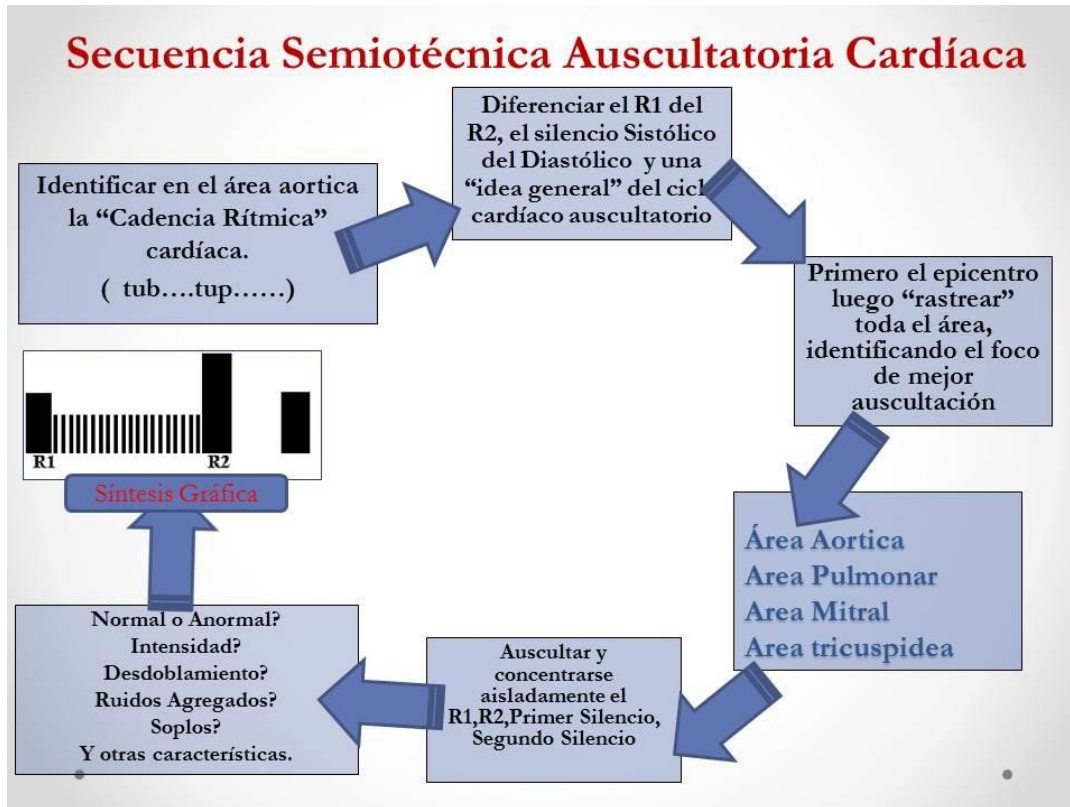 Secuencia Semiotécnica Auscultatoria Cardíaca
Identificar en el área aortica
la “Cadencia Rítmica”
cardíaca.
( tub....tup......)
Diferenciar el R1 del
R2, el silencio Sistólico
del Diastólico y una
“idea general” del cicl
cardíaco auscultatorio
Primero el epicentro
luego “rastrear”
toda el área,
identificando el foco
de mejor
auscultación
Área Aortica
Area Pulmonar
Area Mitral
Area tricuspidea
Auscultar y
concentrarse
aisladamente el
R1,R2,Primer Silencio,
Segundo Silencio
Normal o Anormal?
Intensidad?
Desdoblamiento?
Ruidos Agregados?
Soplos?
Y otras características.
R1 R2
Síntesis Gráfica